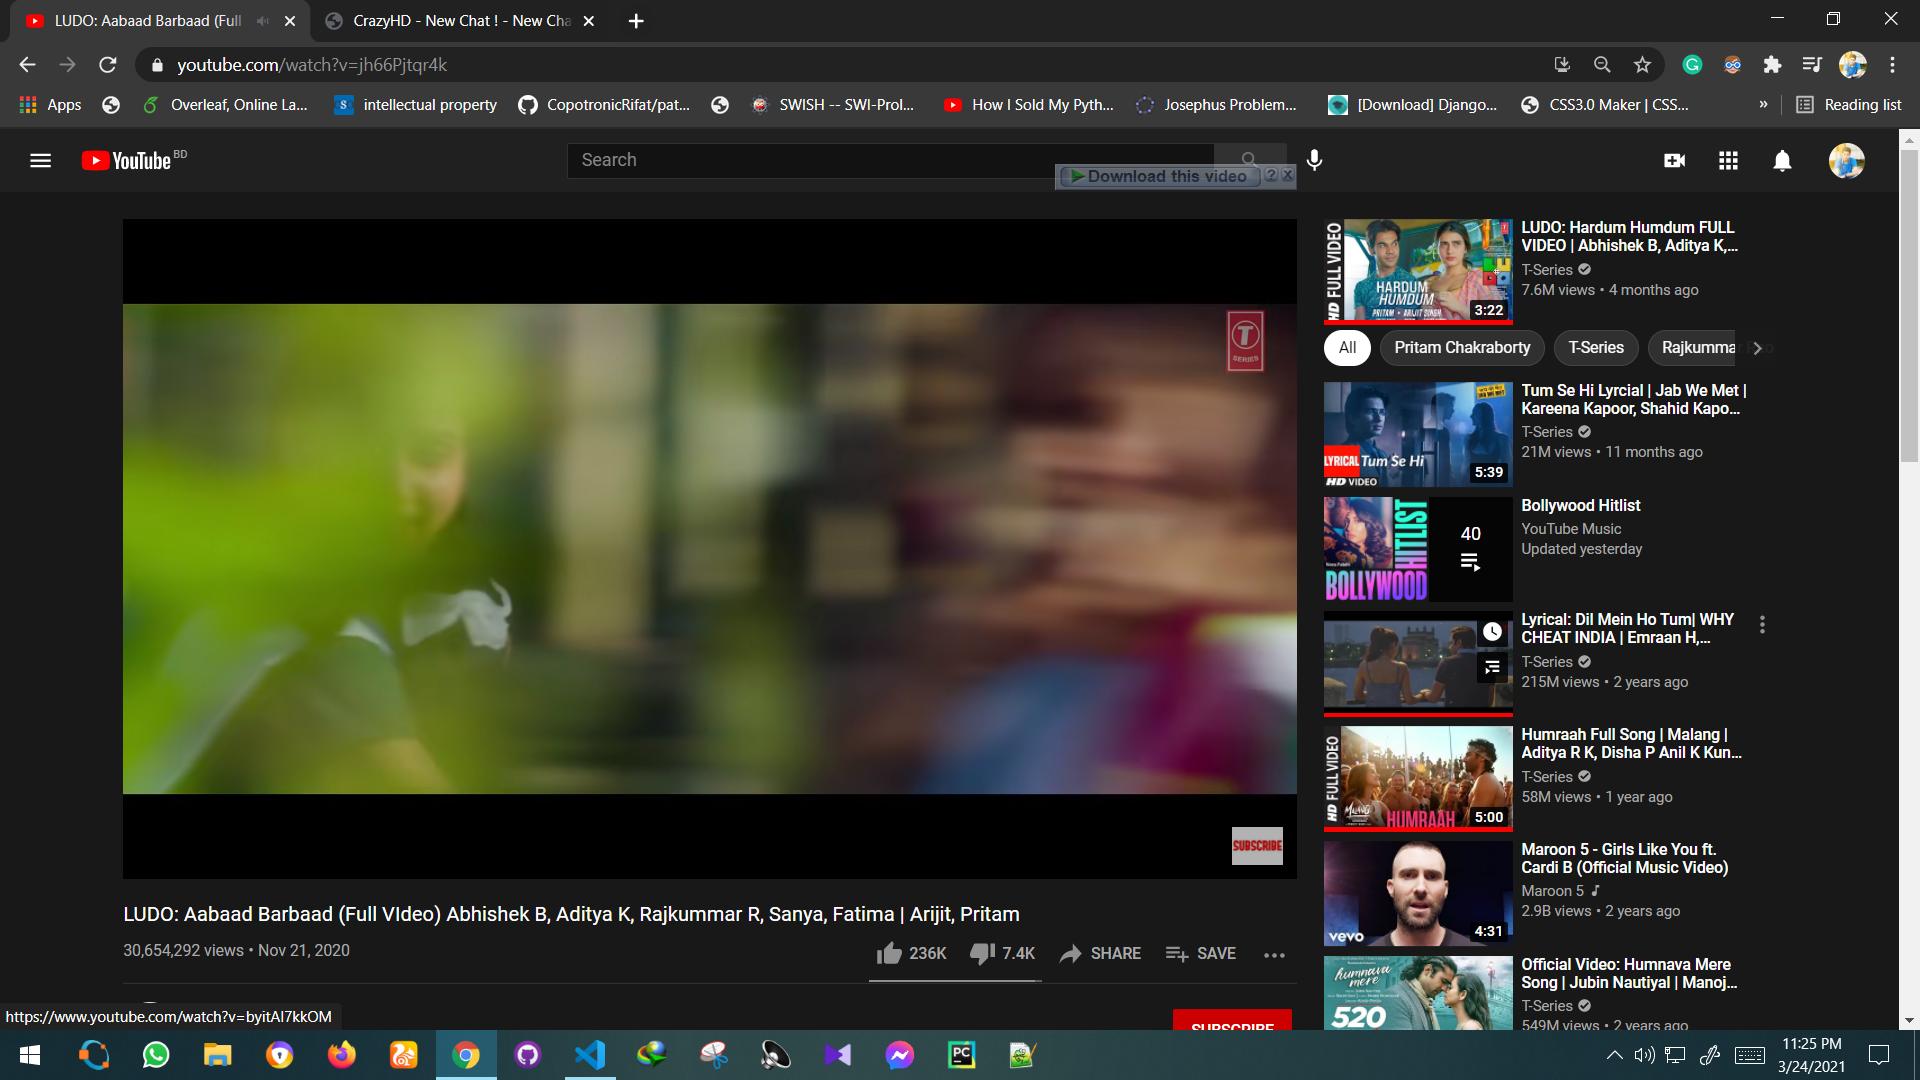 LUDO: Aabaad Barbaad (Full
CrazyHD - New Chat ! - New Cha
youtube.com/watch?v=jh66Pjtqr4k
Apps
Overleaf, Online La...
intellectual property
CopotronicRifat/pat...
SWISH -- SWI-Prol...
How I Sold My Pyth...
Josephus Problem...
[Download] Django...
CSS3.0 Maker | CSS...
»
Reading list
YouTube BD
Search
Download this video
T SERIES
SUBSCRIBE
LUDO: Aabaad Barbaad (Full VIdeo) Abhishek B, Aditya K, Rajkummar R, Sanya, Fatima | Arijit, Pritam
30,654,292 views • Nov 21, 2020
236K
7.4K
SHARE
SAVE
SUBSCRIBE
https://www.youtube.com/watch?v=byitAl7kkOM
HD FULL VIDEO
HARDUM
HUMDUM
PRITAM • ARIJIT SINGH
3:22
LUDO: Hardum Humdum FULL
VIDEO | Abhishek B, Aditya K,...
T-Series
7.6M views • 4 months ago
All
Pritam Chakraborty
T-Series
Rajkumma
LYRICAL Tum Se Hi
HD VIDEO
5:39
Tum Se Hi Lyrcial | Jab We Met |
Kareena Kapoor, Shahid Kapo...
T-Series
21M views • 11 months ago
BOLLYWOOD
HITLIST
40
Bollywood Hitlist
YouTube Music
Updated yesterday
Lyrical: Dil Mein Ho Tum| WHY
CHEAT INDIA | Emraan H,...
T-Series
215M views • 2 years ago
HD FULL VIDEO
MALANG
HUMRAAH
5:00
Humraah Full Song | Malang |
Aditya R K, Disha P Anil K Kun...
T-Series
58M views • 1 year ago
vevo
4:31
Maroon 5 - Girls Like You ft.
Cardi B (Official Music Video)
Maroon 5
2.9B views • 2 years ago
humnava
mere
520
Official Video: Humnava Mere
Song | Jubin Nautiyal | Manoj...
T-Series
549M views • 2 years ago
PC
11:25 PM
3/24/2021